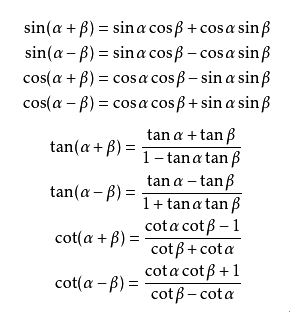 sin(α + β) = sin α cos β + cos α sin β
sin(α − β) = sin α cos β − cos α sin β
cos(α + β) = cos α cos β − sin α sin β
cos(α − β) = cos α cos β + sin α sin β
tan(α + β) = (tan α + tan β) / (1 − tan α tan β)
tan(α − β) = (tan α − tan β) / (1 + tan α tan β)
cot(α + β) = (cot α cot β − 1) / (cot β + cot α)
cot(α − β) = (cot α cot β + 1) / (cot β − cot α)